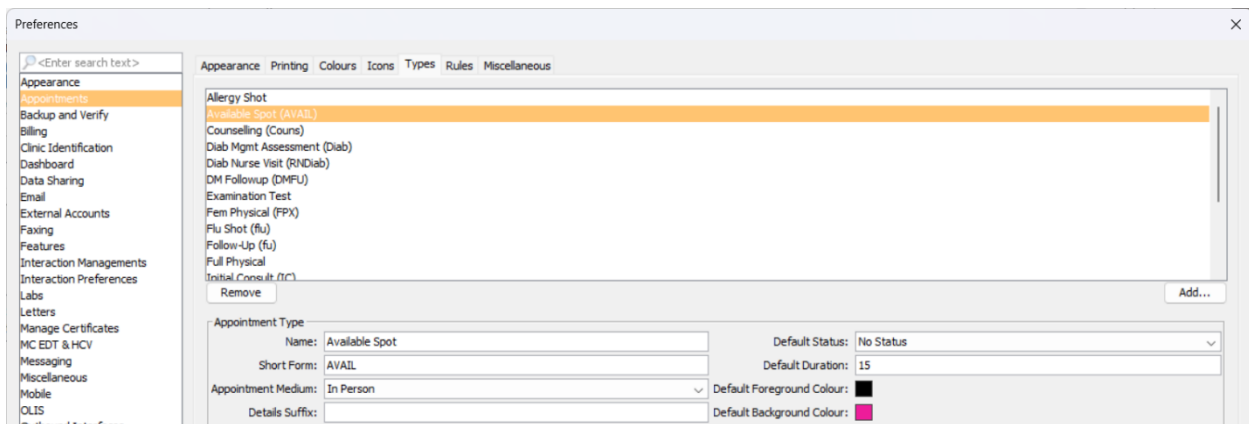 Preferences
<Enter search text>
Appearance
Appointments
Backup and Verify
Billing
Clinic Identification
Dashboard
Data Sharing
Email
External Accounts
Faxing
Features
Interaction Managements
Interaction Preferences
Labs
Letters
Manage Certificates
MC EDT & HCV
Messaging
Miscellaneous
Mobile
OLIS
Appearance Printing Colours Icons Types Rules Miscellaneous
Allergy Shot
Available Spot (AVAIL)
Counselling (Couns)
Diab Mgmt Assessment (Diab)
Diab Nurse Visit (RNDiab)
DM Followup (DMFU)
Examination Test
Fem Physical (FPX)
Flu Shot (flu)
Follow-Up (fu)
Full Physical
Initial Consult (IC)
Remove Add...
Appointment Type
Name: Available Spot Default Status: No Status
Short Form: AVAIL Default Duration: 15
Appointment Medium: In Person Default Foreground Colour:
Details Suffix: Default Background Colour: